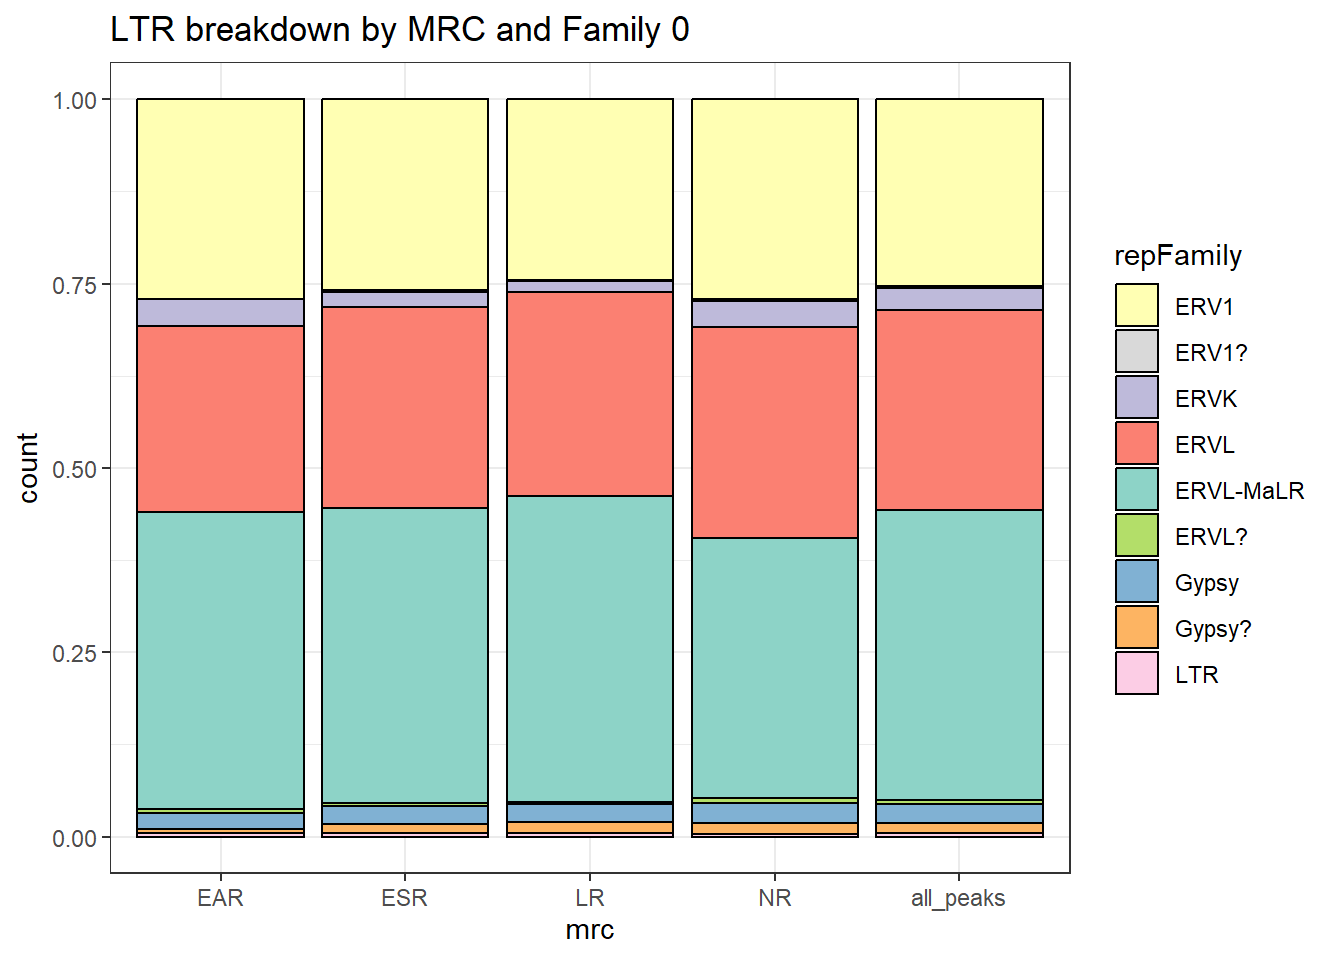 LTR breakdown by MRC and Family 0
1.00
0.75
0.50
0.25
0.00
count
EAR
ESR
LR
NR
all_peaks
mrc
repFamily
ERV1
ERV1?
ERVK
ERVL
ERVL-MaLR
ERVL?
Gypsy
Gypsy?
LTR